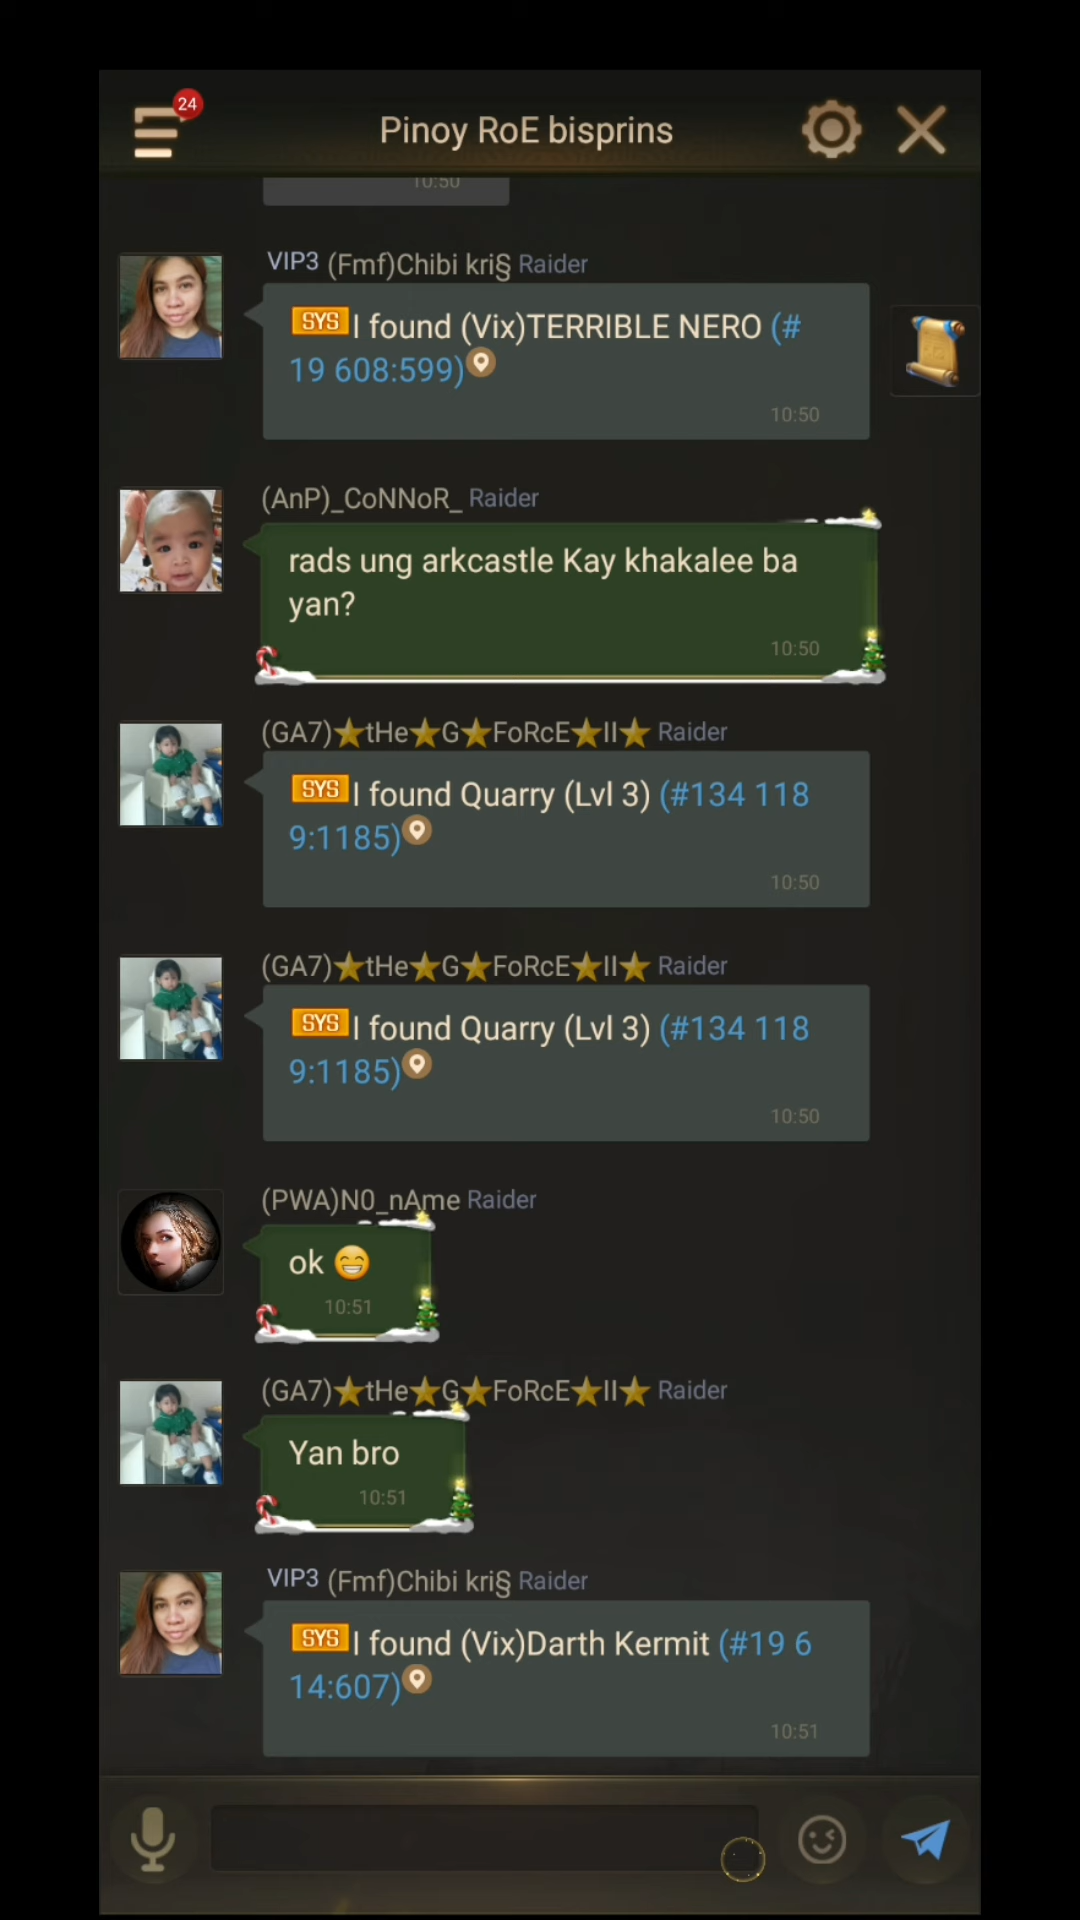 24
Pinoy RoE bisprins
10:50
VIP3 (Fmf)Chibi kri§ Raider
SYS I found (Vix)TERRIBLE NERO (#
19 608:599)
10:50
(AnP)_CoNNoR_ Raider
rads ung arkcastle Kay khakalee ba
yan?
10:50
(GA7)⭐tHe⭐G⭐FoRcE⭐II⭐ Raider
SYS I found Quarry (Lvl 3) (#134 118
9:1185)
10:50
(GA7)⭐tHe⭐G⭐FoRcE⭐II⭐ Raider
SYS I found Quarry (Lvl 3) (#134 118
9:1185)
10:50
(PWA)N0_nAme Raider
ok 😁
10:51
(GA7)⭐tHe⭐G⭐FoRcE⭐II⭐ Raider
Yan bro
10:51
VIP3 (Fmf)Chibi kri§ Raider
SYS I found (Vix)Darth Kermit (#19 6
14:607)
10:51